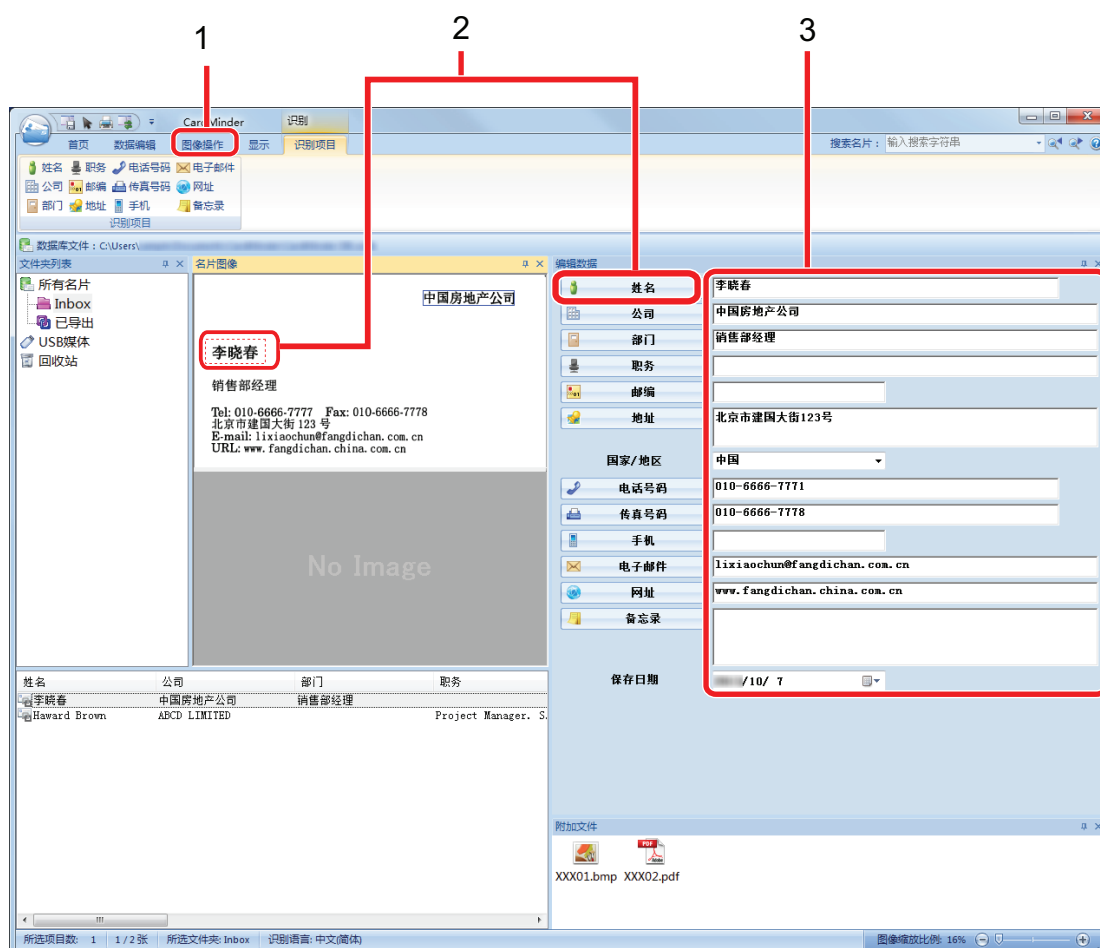 1
2
3
CardMinder
识别
首页 数据编辑 图像操作 显示 识别项目
搜索名片： 输入搜索字符串
姓名 职务 电话号码 电子邮件
公司 邮编 传真号码 网址
部门 地址 手机 备忘录
识别项目
数据库文件：C:\Users\
文件夹列表
所有名片
Inbox
已导出
USB媒体
回收站
名片图像
中国房地产公司
李晓春
销售部经理
Tel: 010-6666-7777 Fax: 010-6666-7778
北京市建国大街 123 号
E-mail: lixiaochun@fangdichan.com.cn
URL: www.fangdichan.china.com.cn
No Image
编辑数据
姓名 李晓春
公司 中国房地产公司
部门 销售部经理
职务
邮编
地址 北京市建国大街123号
国家/地区 中国
电话号码 010-6666-7771
传真号码 010-6666-7778
手机
电子邮件 lixiaochun@fangdichan.com.cn
网址 www.fangdichan.china.com.cn
备忘录
保存日期 /10/ 7
姓名 公司 部门 职务
李晓春 中国房地产公司 销售部经理
Haward Brown ABCD LIMITED Project Manager. S.
附加文件
XXX01.bmp XXX02.pdf
所选项目数: 1 1/2张 所选文件夹: Inbox 识别语言: 中文(简体)
图像缩放比例: 16%